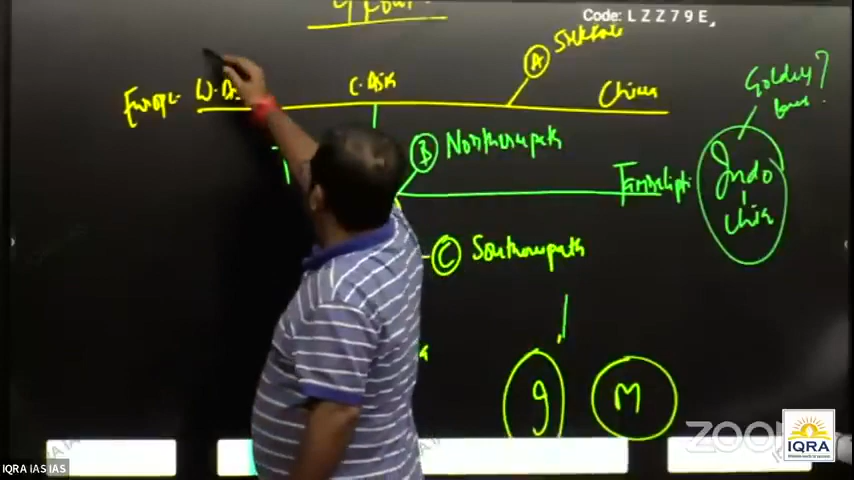 Code: L Z Z 7 9 E ,
A Silk Route
Europe W. As C. Asia China
Golden ?
B Northern path
Tamralipti
Indo
China
C Southern path
g M
ZOOM
IQRA
IQRA iAS iAS